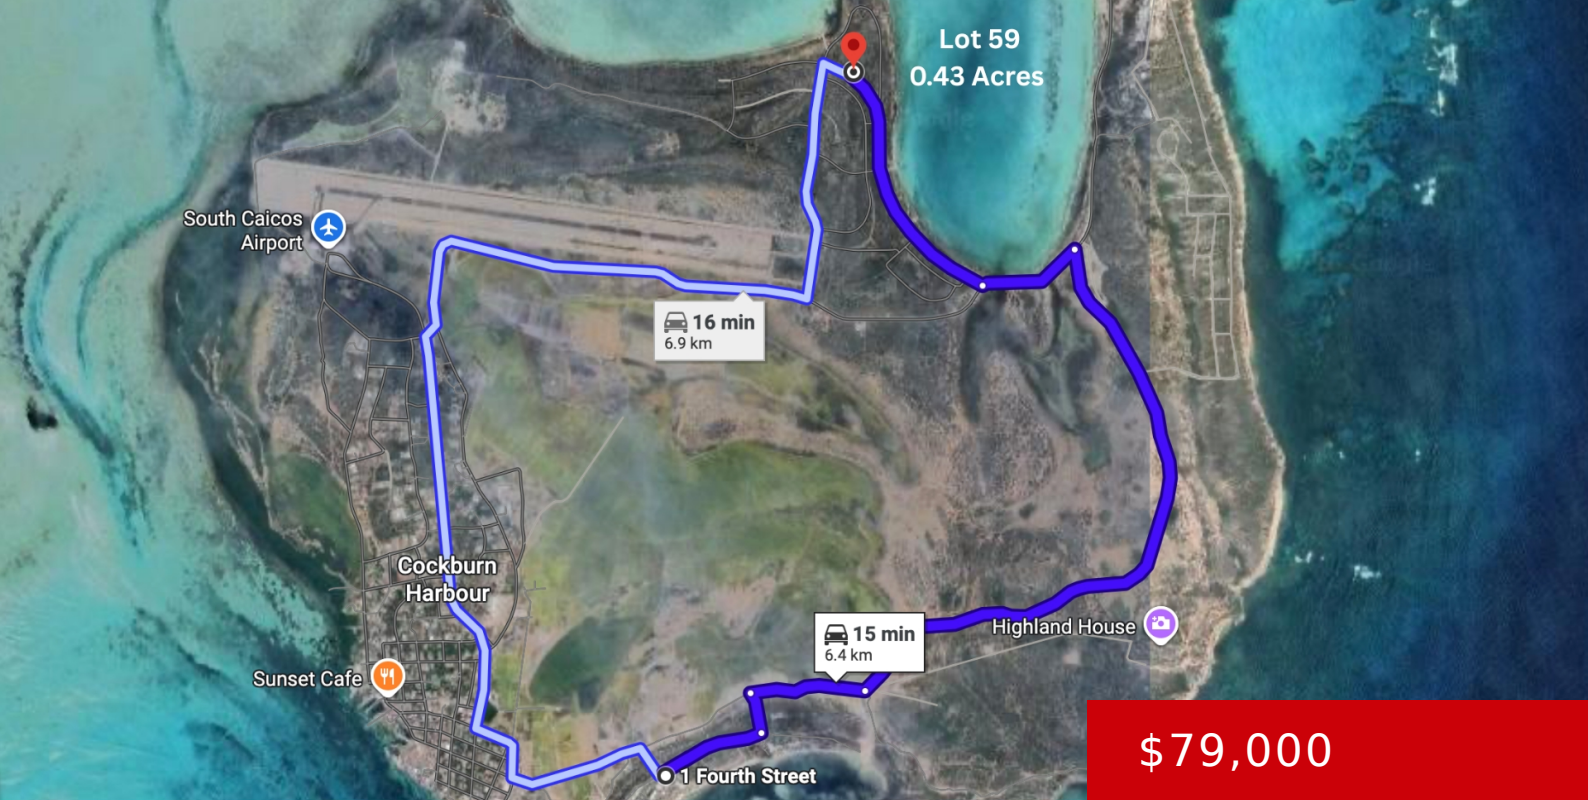 Lot 59
0.43 Acres
South Caicos
Airport
16 min
6.9 km
Cockburn
Harbour
15 min
6.4 km
Highland House
Sunset Cafe
1 Fourth Street
$79,000